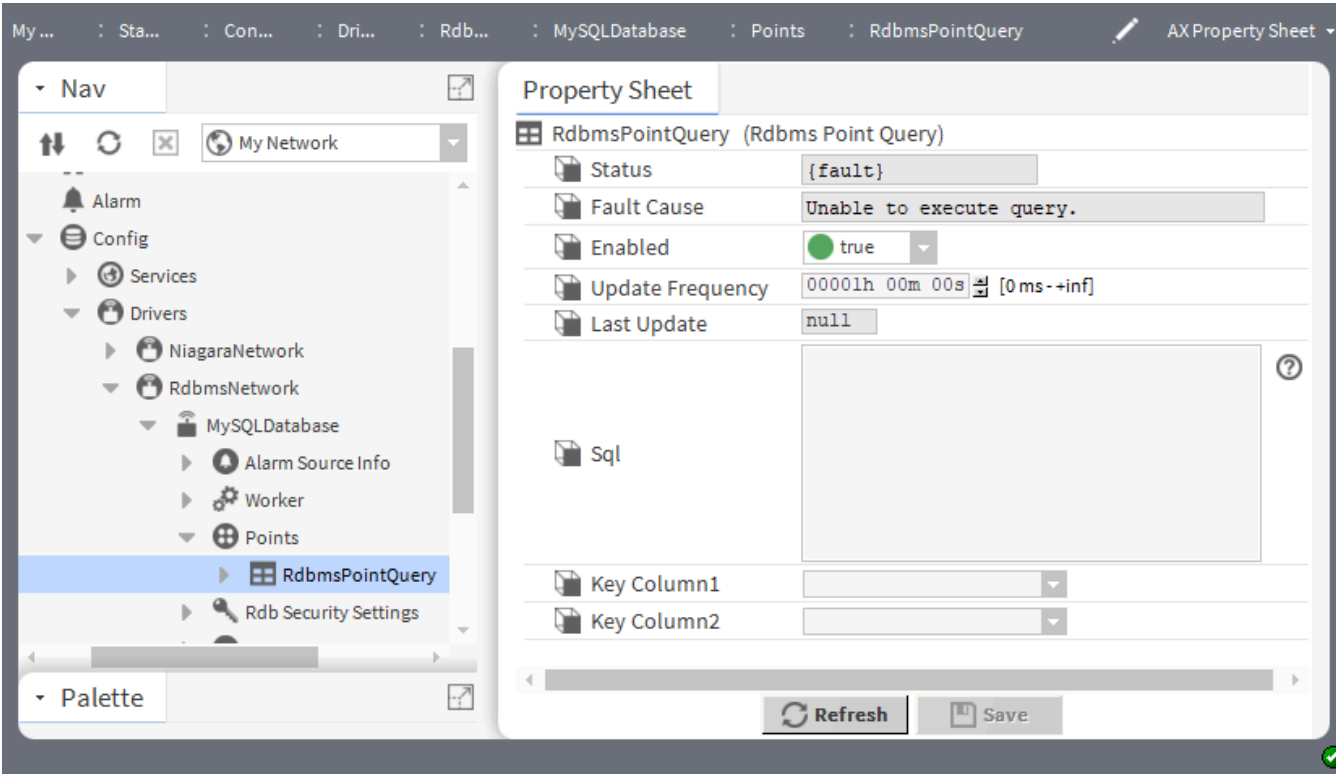 My ... : Sta... : Con... : Dri... : Rdb... : MySQLDatabase : Points : RdbmsPointQuery AX Property Sheet
Nav
My Network
Alarm
Config
Services
Drivers
NiagaraNetwork
RdbmsNetwork
MySQLDatabase
Alarm Source Info
Worker
Points
RdbmsPointQuery
Rdb Security Settings
Palette
Property Sheet
RdbmsPointQuery (Rdbms Point Query)
Status {fault}
Fault Cause Unable to execute query.
Enabled true
Update Frequency 00001h 00m 00s [0 ms - +inf]
Last Update null
Sql
Key Column1
Key Column2
Refresh Save